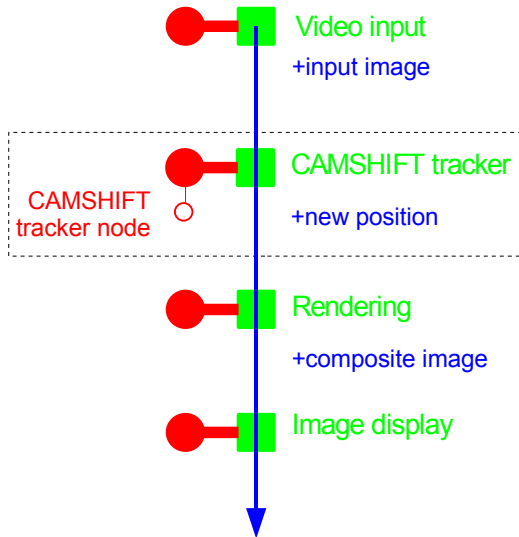 Video input
+input image
CAMSHIFT tracker
CAMSHIFT
tracker node
+new position
Rendering
+composite image
Image display